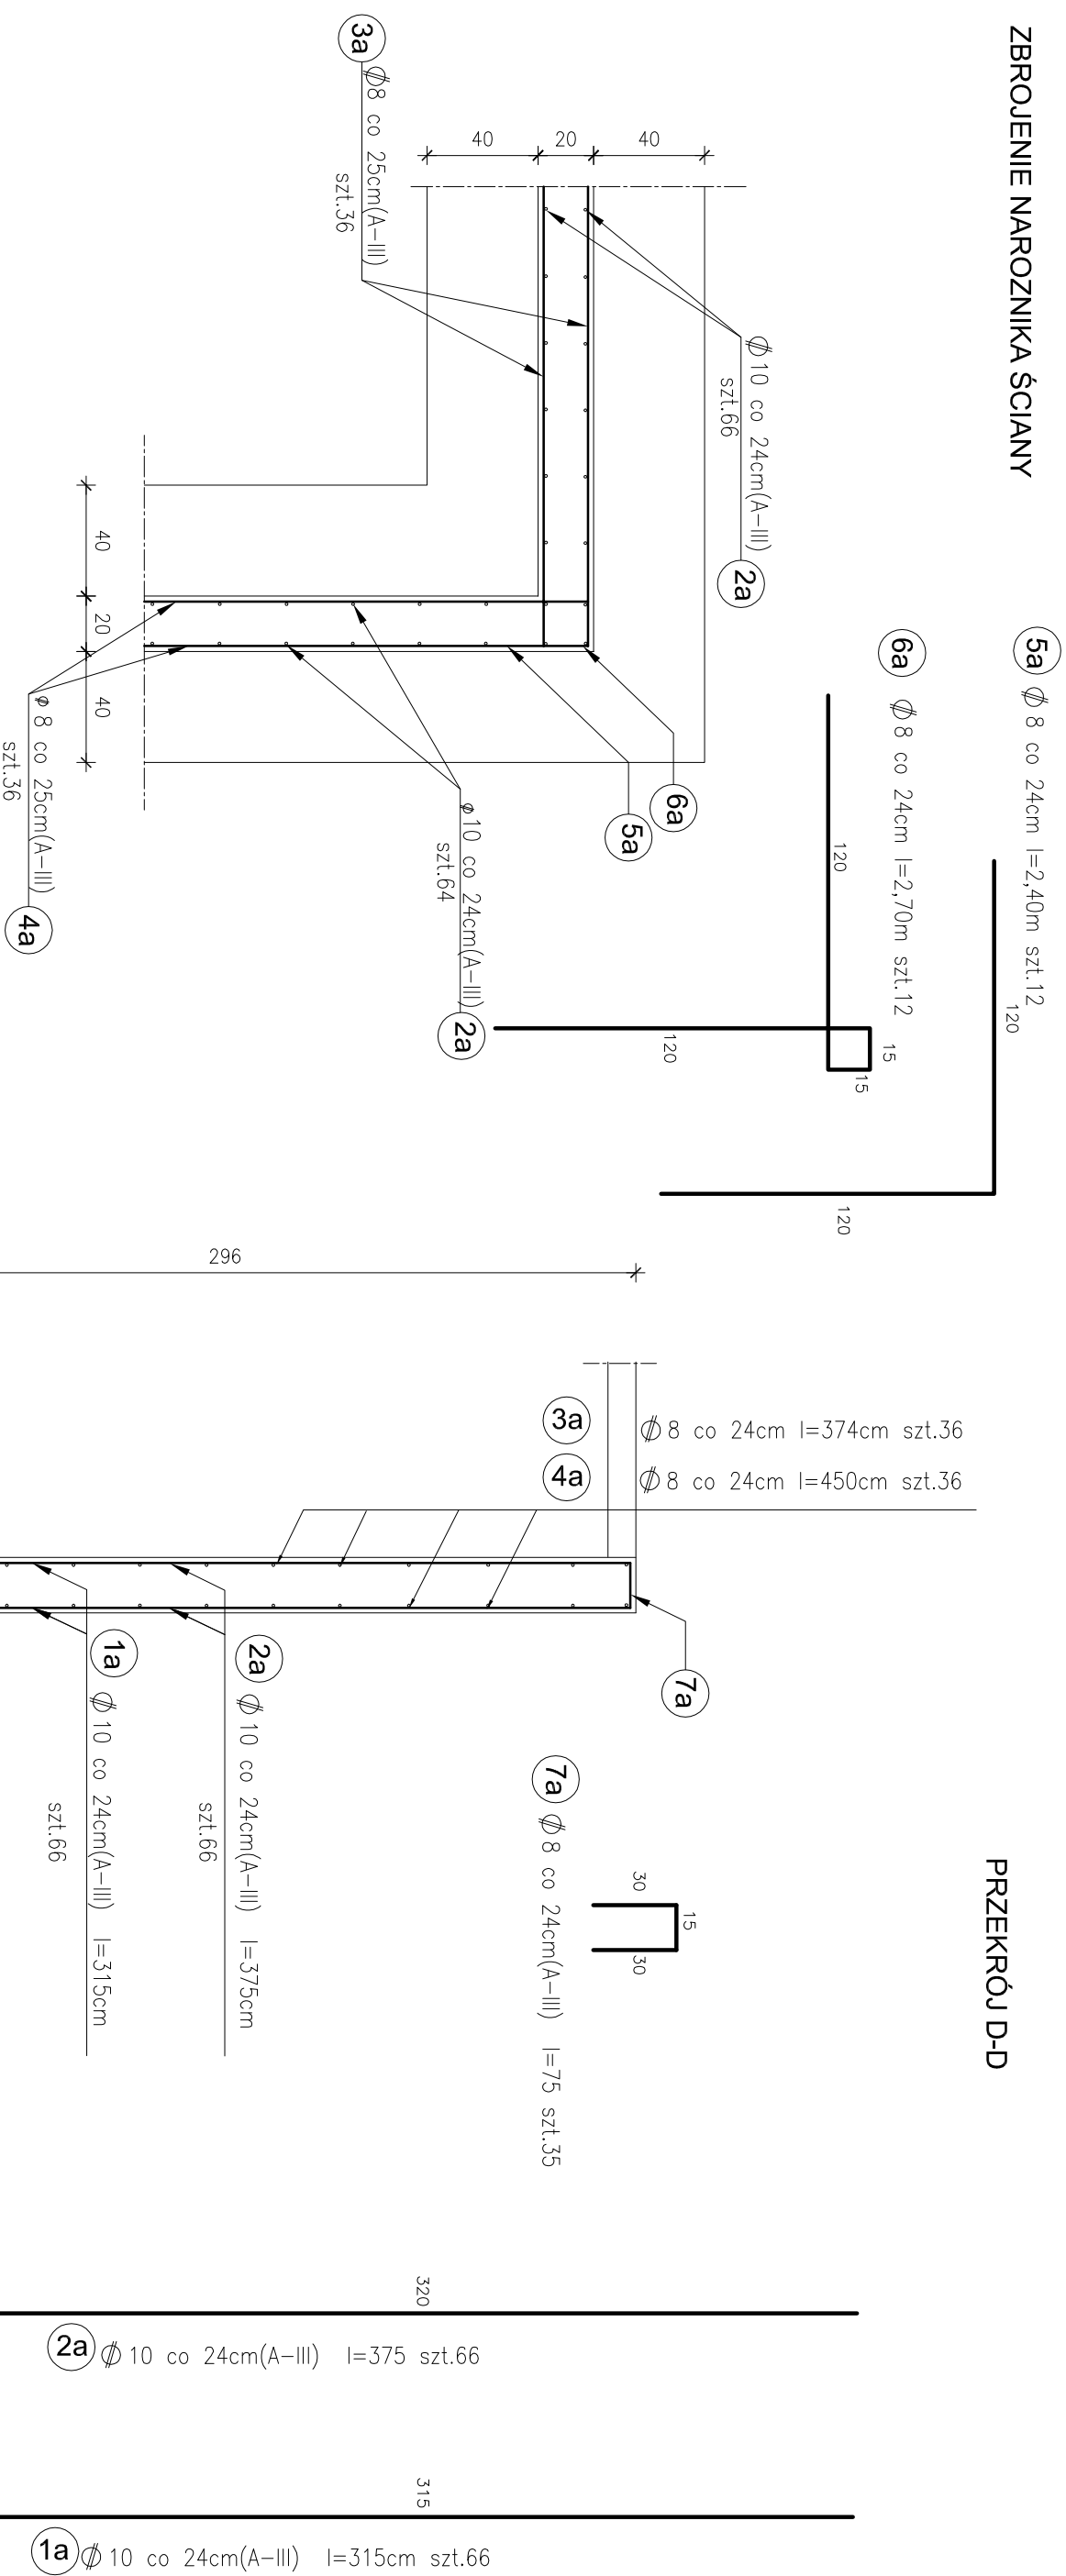 ZBROJENIE NAROZNIKA ŚCIANY
5a
Ø 8 co 24cm l=2,40m szt.12
120
120
6a
Ø 8 co 24cm l=2,70m szt.12
120
120
15
15
2a
Ø 10 co 24cm(A-III)
szt.66
3a
Ø8 co 25cm(A-III)
szt.36
40
20
40
40
20
40
6a
5a
ø 10 co 24cm(A-III)
szt.64
2a
ø 8 co 25cm(A-III)
szt.36
4a
PRZEKRÓJ D-D
296
3a
Ø 8 co 24cm l=374cm szt.36
4a
Ø 8 co 24cm l=450cm szt.36
7a
7a
Ø 8 co 24cm(A-III) l=75 szt.35
30
15
30
2a
Ø 10 co 24cm(A-III) l=375cm
szt.66
1a
Ø 10 co 24cm(A-III) l=315cm
szt.66
320
2a
Ø 10 co 24cm(A-III) l=375 szt.66
315
1a
Ø 10 co 24cm(A-III) l=315cm szt.66